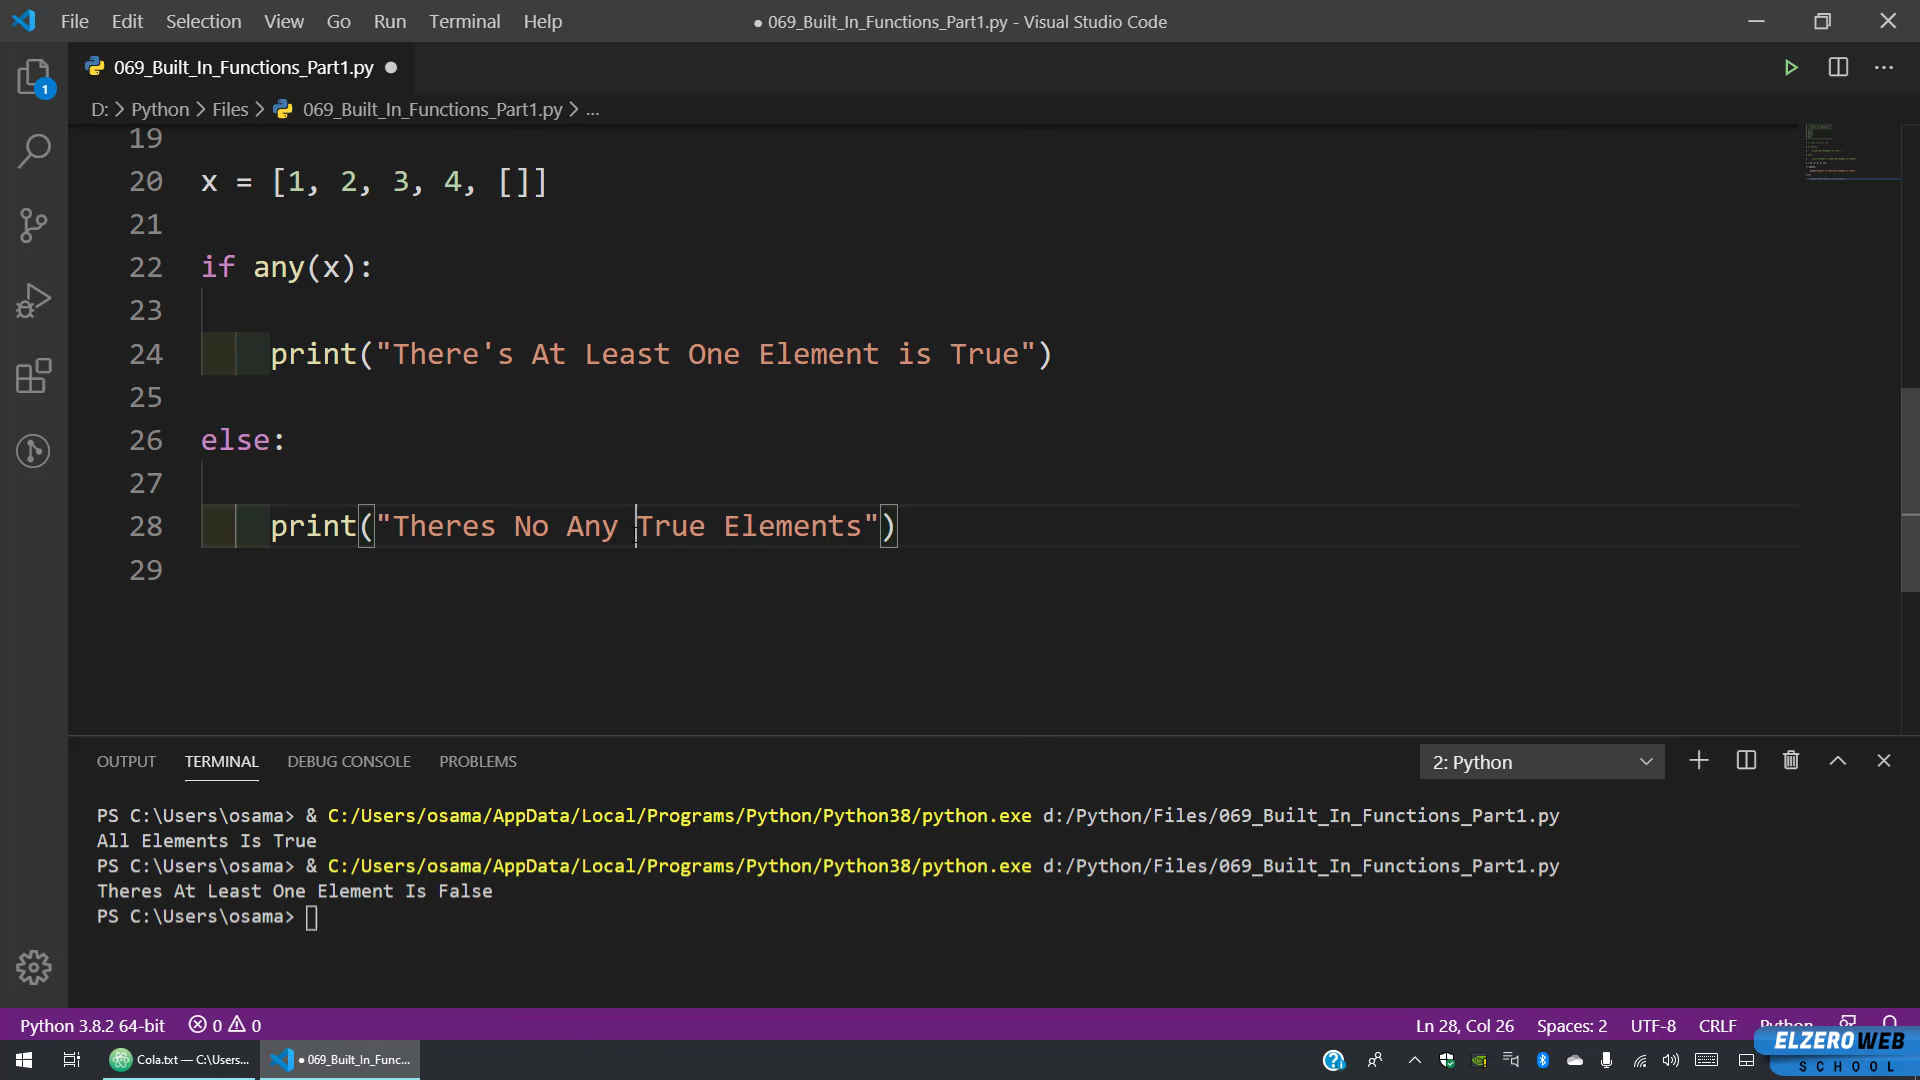 File Edit Selection View Go Run Terminal Help ● 069_Built_In_Functions_Part1.py - Visual Studio Code
069_Built_In_Functions_Part1.py ●
D: > Python > Files > 069_Built_In_Functions_Part1.py > ...
1
19
20 x = [1, 2, 3, 4, []]
21
22 if any(x):
23
24 print("There's At Least One Element is True")
25
26 else:
27
28 print("Theres No Any True Elements")
29
OUTPUT TERMINAL DEBUG CONSOLE PROBLEMS 2: Python
PS C:\Users\osama> & C:/Users/osama/AppData/Local/Programs/Python/Python38/python.exe d:/Python/Files/069_Built_In_Functions_Part1.py
All Elements Is True
PS C:\Users\osama> & C:/Users/osama/AppData/Local/Programs/Python/Python38/python.exe d:/Python/Files/069_Built_In_Functions_Part1.py
Theres At Least One Element Is False
PS C:\Users\osama>
Python 3.8.2 64-bit 0 0 Ln 28, Col 26 Spaces: 2 UTF-8 CRLF Python
Cola.txt — C:\Users... ● 069_Built_In_Func...
ELZEROWEB
SCHOOL